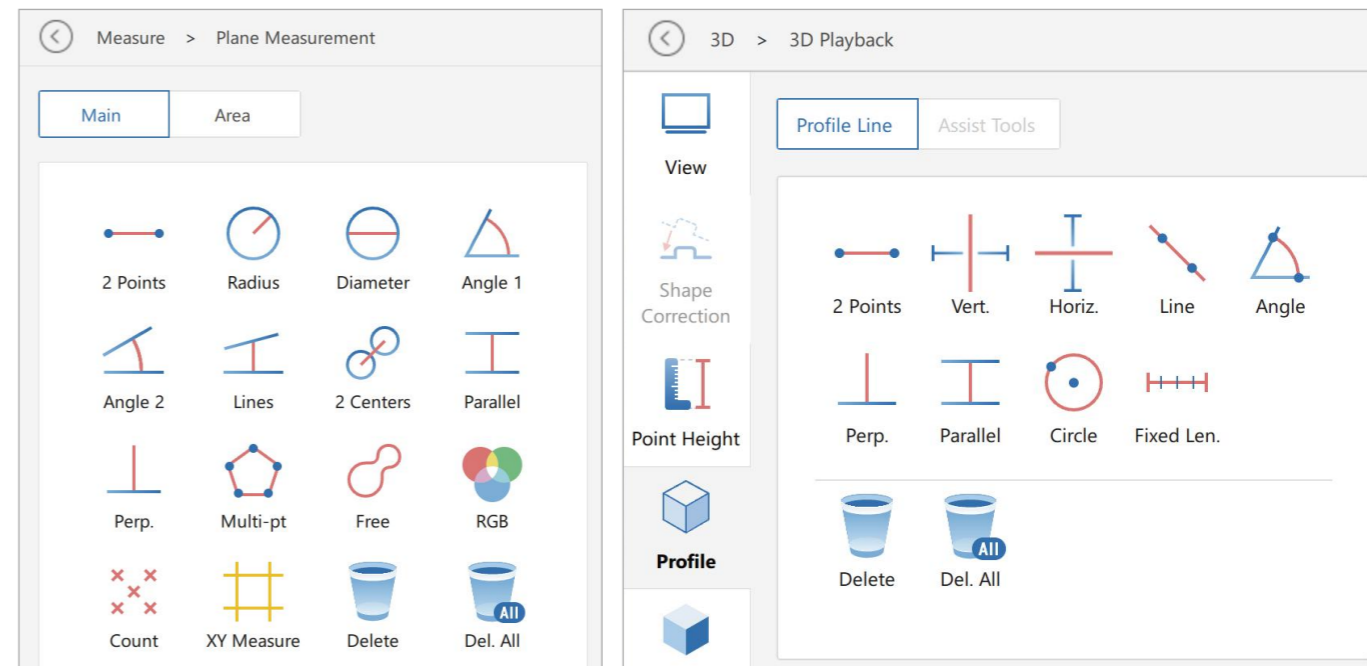 Measure > Plane Measurement
Main Area
2 Points Radius Diameter Angle 1
Angle 2 Lines 2 Centers Parallel
Perp. Multi-pt Free RGB
Count XY Measure Delete Del. All
All
3D > 3D Playback
View
Shape
Correction
Point Height
Profile
Profile Line Assist Tools
2 Points Vert. Horiz. Line Angle
Perp. Parallel Circle Fixed Len.
All
Delete Del. All